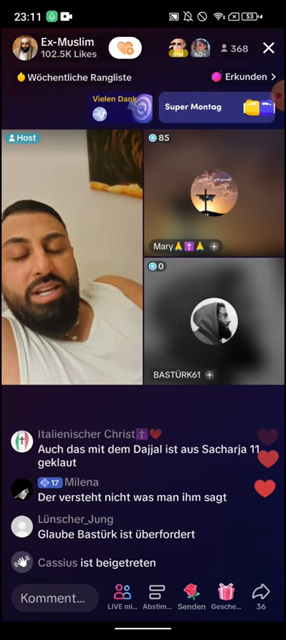 23:11
53
Ex-Muslim
102.5K Likes
368
Wöchentliche Rangliste
Erkunden >
Vielen Dank
Super Montag
Host
85
Mary🙏✝️🙏
0
BASTÜRK61
Italienischer Christ✝️❤️
Auch das mit dem Dajjal ist aus Sacharja 11
geklaut
17 Milena
Der versteht nicht was man ihm sagt
Lünscher_Jung
Glaube Bastürk ist überfordert
Cassius ist beigetreten
Komment...
LIVE mi...
Abstim...
Senden
Gesche...
36